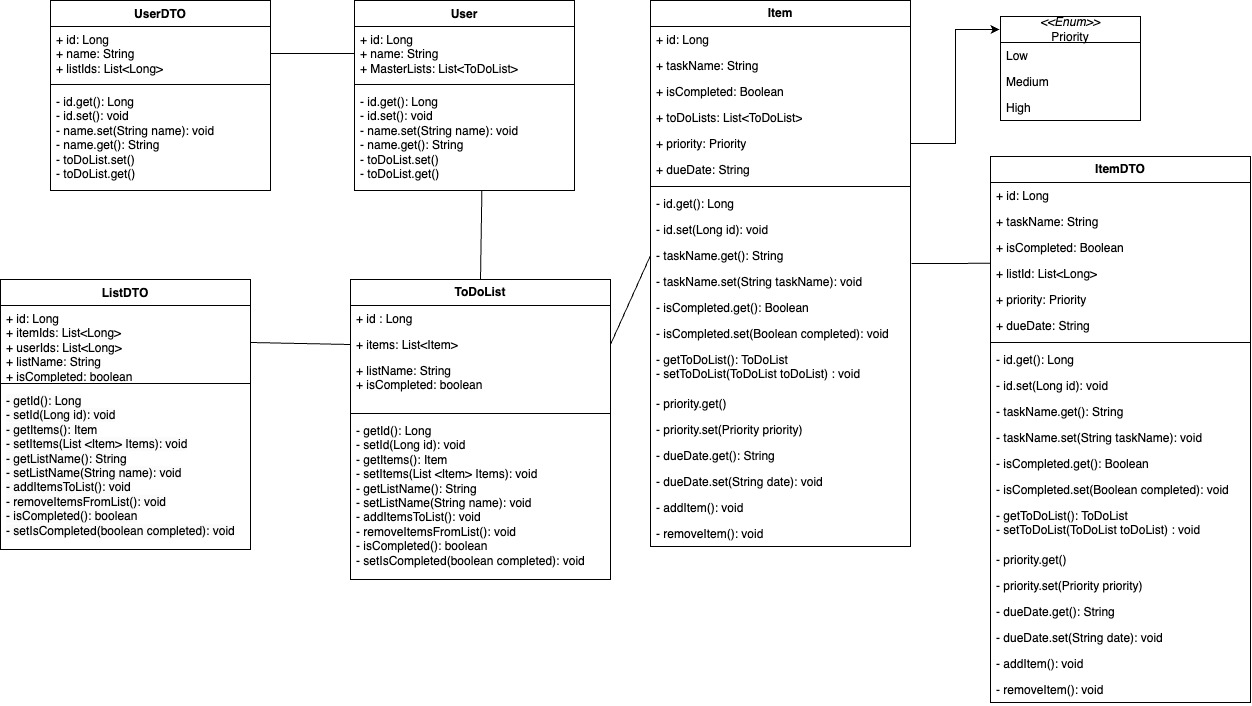 UserDTO
+ id: Long
+ name: String
+ listIds: List<Long>
- id.get(): Long
- id.set(): void
- name.set(String name): void
- name.get(): String
- toDoList.set()
- toDoList.get()
User
+ id: Long
+ name: String
+ MasterLists: List<ToDoList>
- id.get(): Long
- id.set(): void
- name.set(String name): void
- name.get(): String
- toDoList.set()
- toDoList.get()
Item
+ id: Long
+ taskName: String
+ isCompleted: Boolean
+ toDoLists: List<ToDoList>
+ priority: Priority
+ dueDate: String
- id.get(): Long
- id.set(Long id): void
- taskName.get(): String
- taskName.set(String taskName): void
- isCompleted.get(): Boolean
- isCompleted.set(Boolean completed): void
- getToDoList(): ToDoList
- setToDoList(ToDoList toDoList) : void
- priority.get()
- priority.set(Priority priority)
- dueDate.get(): String
- dueDate.set(String date): void
- addItem(): void
- removeItem(): void
<<Enum>>
Priority
Low
Medium
High
ItemDTO
+ id: Long
+ taskName: String
+ isCompleted: Boolean
+ listId: List<Long>
+ priority: Priority
+ dueDate: String
- id.get(): Long
- id.set(Long id): void
- taskName.get(): String
- taskName.set(String taskName): void
- isCompleted.get(): Boolean
- isCompleted.set(Boolean completed): void
- getToDoList(): ToDoList
- setToDoList(ToDoList toDoList) : void
- priority.get()
- priority.set(Priority priority)
- dueDate.get(): String
- dueDate.set(String date): void
- addItem(): void
- removeItem(): void
ListDTO
+ id: Long
+ itemIds: List<Long>
+ userIds: List<Long>
+ listName: String
+ isCompleted: boolean
- getId(): Long
- setId(Long id): void
- getItems(): Item
- setItems(List <Item> Items): void
- getListName(): String
- setListName(String name): void
- addItemsToList(): void
- removeItemsFromList(): void
- isCompleted(): boolean
- setIsCompleted(boolean completed): void
ToDoList
+ id : Long
+ items: List<Item>
+ listName: String
+ isCompleted: boolean
- getId(): Long
- setId(Long id): void
- getItems(): Item
- setItems(List <Item> Items): void
- getListName(): String
- setListName(String name): void
- addItemsToList(): void
- removeItemsFromList(): void
- isCompleted(): boolean
- setIsCompleted(boolean completed): void